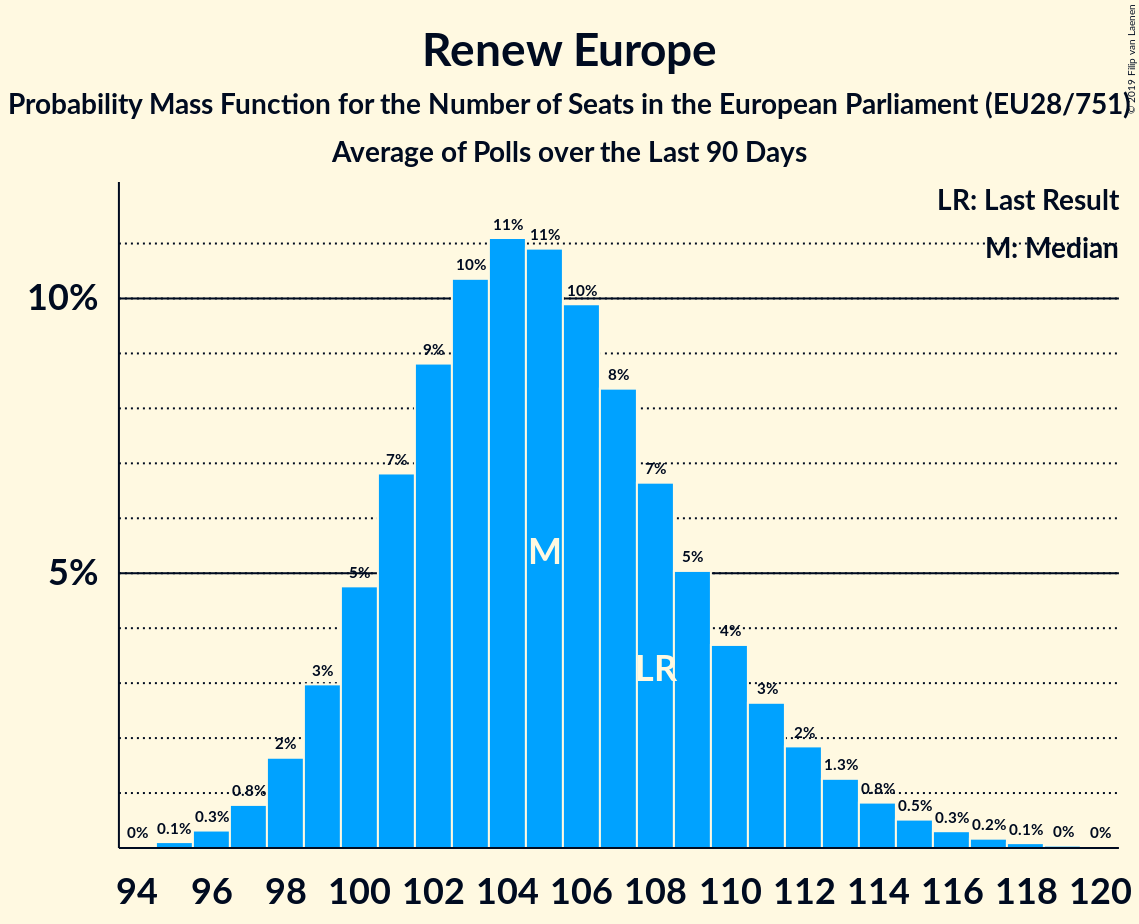 Renew Europe
Probability Mass Function for the Number of Seats in the European Parliament (EU28/751)
Average of Polls over the Last 90 Days
© 2019 Filip van Laenen
LR: Last Result
M: Median
10%
5%
0% 0.1% 0.3% 0.8% 2% 3% 5% 7% 9% 10% 11% 11% 10% 8% 7% 5% 4% 3% 2% 1.3% 0.8% 0.5% 0.3% 0.2% 0.1% 0% 0%
M
LR
94 96 98 100 102 104 106 108 110 112 114 116 118 120